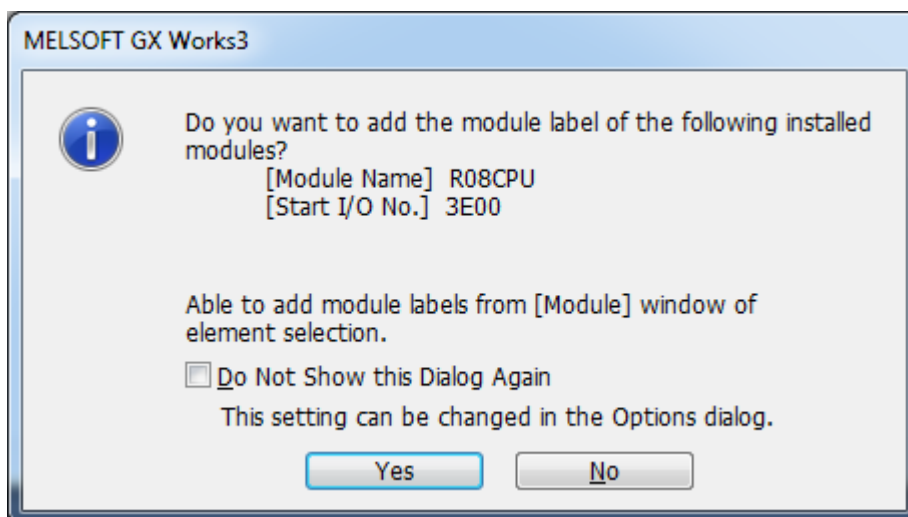 MELSOFT GX Works3
Do you want to add the module label of the following installed
modules?
[Module Name] R08CPU
[Start I/O No.] 3E00
Able to add module labels from [Module] window of
element selection.
Do Not Show this Dialog Again
This setting can be changed in the Options dialog.
Yes
No